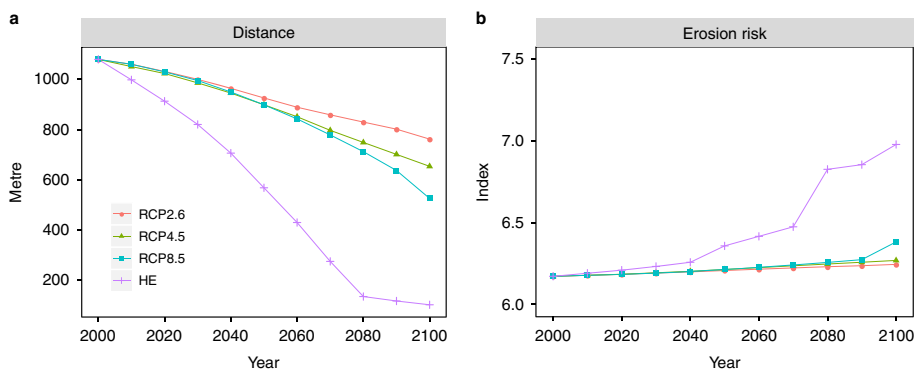 a
Distance
1000
800
600
400
200
Metre
RCP2.6
RCP4.5
RCP8.5
HE
2000 2020 2040 2060 2080 2100
Year
b
Erosion risk
7.5
7.0
6.5
6.0
Index
2000 2020 2040 2060 2080 2100
Year